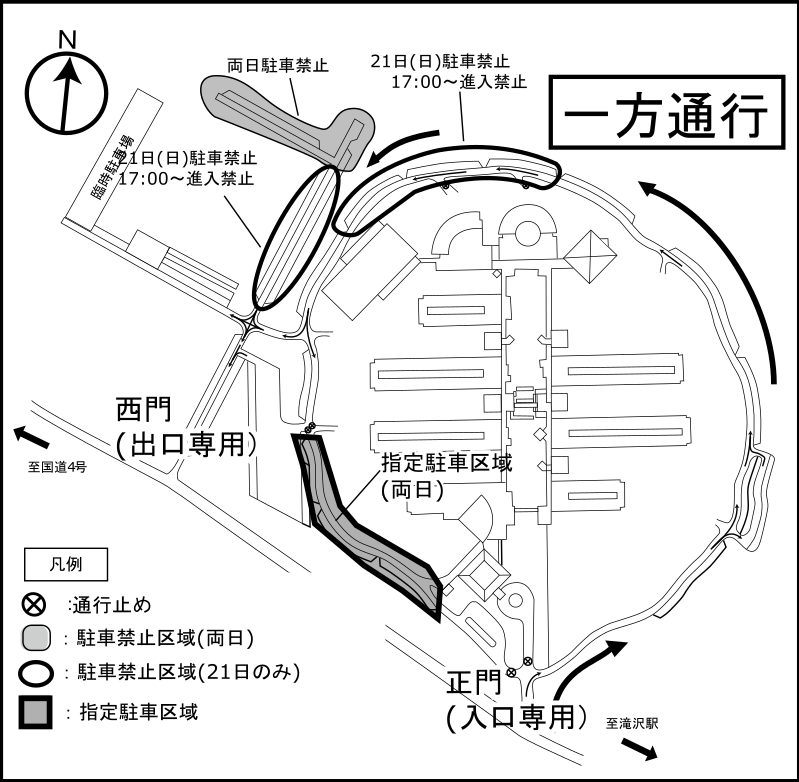 N
両日駐車禁止
21日(日)駐車禁止
17:00～進入禁止
一方通行
臨時駐車場
21日(日)駐車禁止
17:00～進入禁止
西門
(出口専用)
至国道4号
指定駐車区域
(両日)
凡例
:通行止め
：駐車禁止区域(両日)
：駐車禁止区域(21日のみ)
：指定駐車区域
正門
(入口専用)
至滝沢駅